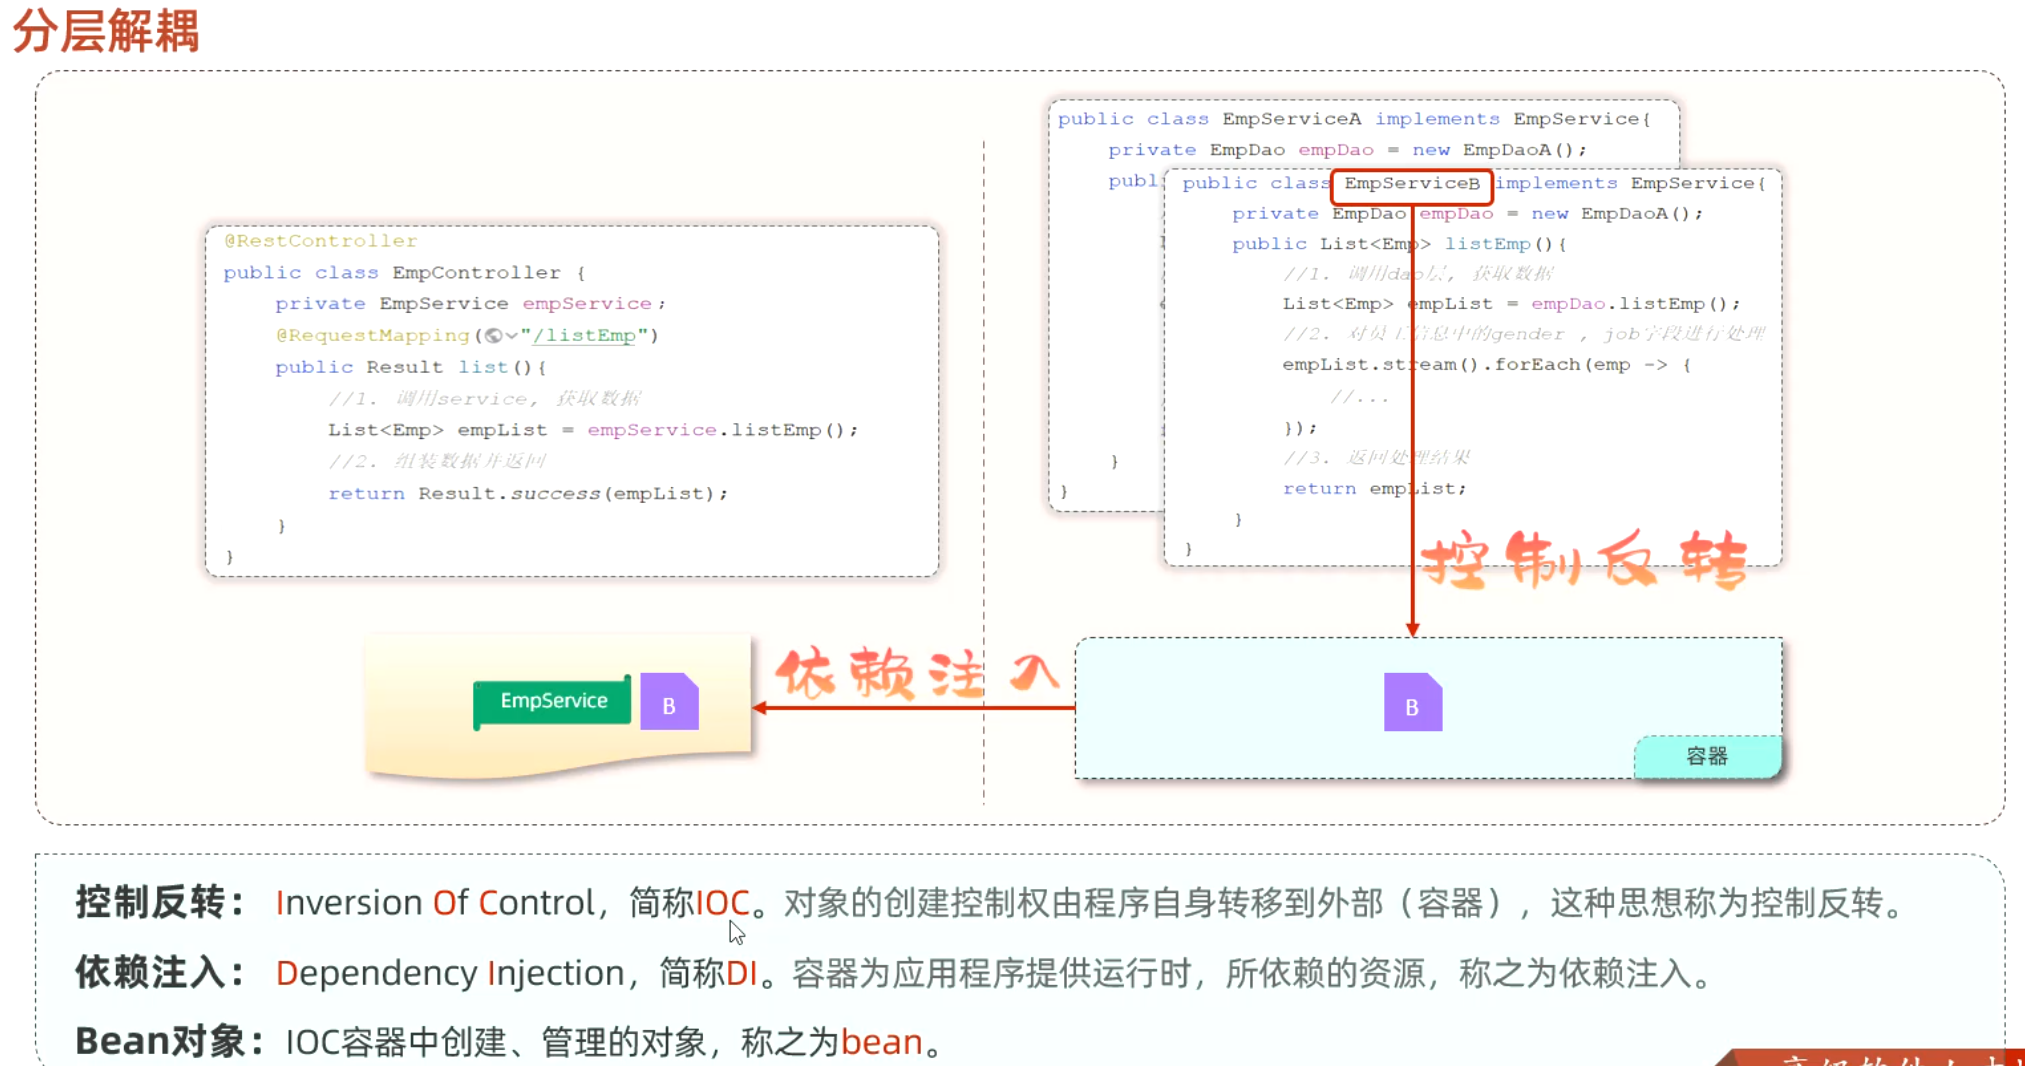 分层解耦
@RestController
public class EmpController {
private EmpService empService;
@RequestMapping("/listEmp")
public Result list(){
//1. 调用service, 获取数据
List<Emp> empList = empService.listEmp();
//2. 组装数据并返回
return Result.success(empList);
}
}
public class EmpServiceA implements EmpService{
private EmpDao empDao = new EmpDaoA();
publ
}
}
public class EmpServiceB implements EmpService{
private EmpDao empDao = new EmpDaoA();
public List<Emp> listEmp(){
//1. 调用dao层, 获取数据
List<Emp> empList = empDao.listEmp();
//2. 对员工信息中的gender , job字段进行处理
empList.stream().forEach(emp -> {
//...
});
//3. 返回处理结果
return empList;
}
}
控制反转
依赖注入
EmpService
B
B
容器
控制反转： Inversion Of Control，简称IOC。对象的创建控制权由程序自身转移到外部（容器），这种思想称为控制反转。
依赖注入： Dependency Injection，简称DI。容器为应用程序提供运行时，所依赖的资源，称之为依赖注入。
Bean对象：IOC容器中创建、管理的对象，称之为bean。